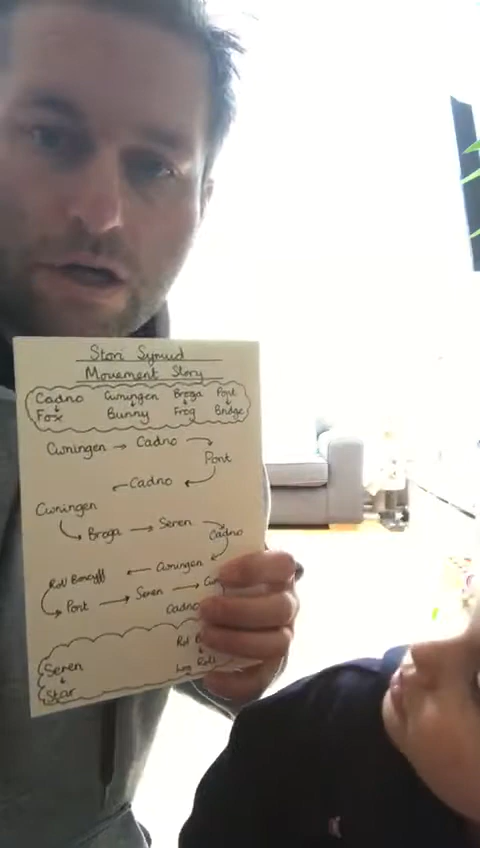 Stori Symud
Movement Story
Cadno Cwningen Broga Pont
Fox Bunny Frog Bridge
Cwningen → Cadno
Pont
Cadno
Cwningen
Broga → Seren
Cadno
Cwningen
Rol
Pont → Seren →
Cadno
Rol
Seren
Log Roll
Star